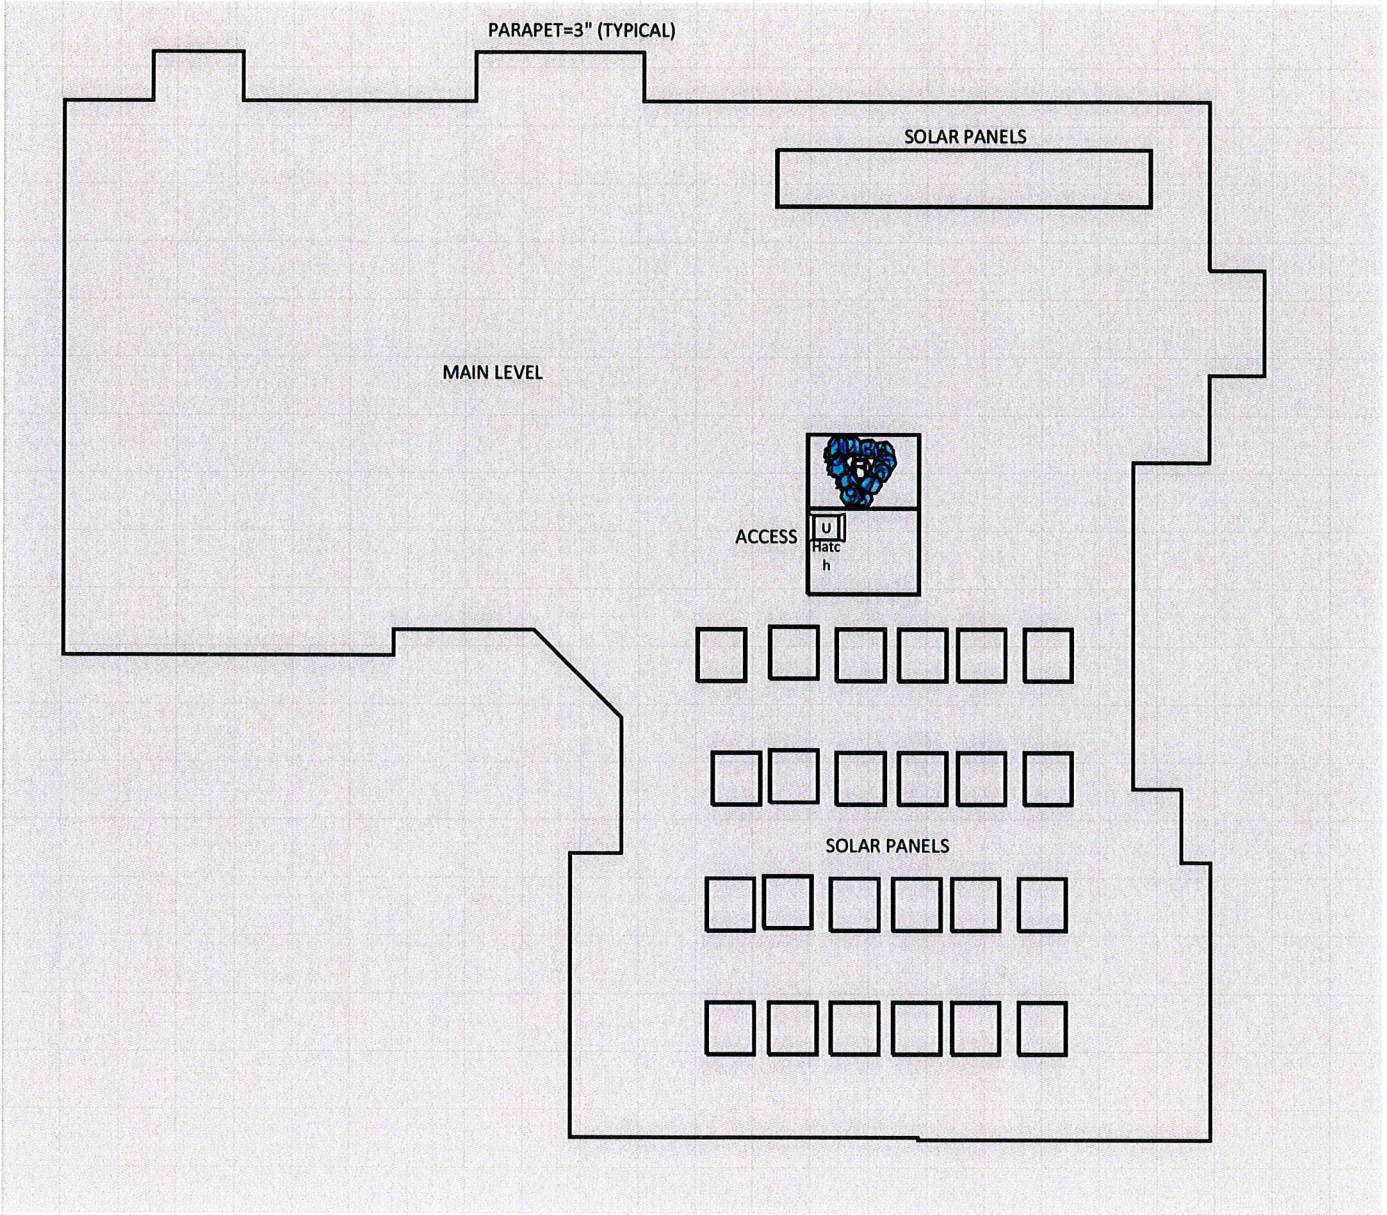 PARAPET=3" (TYPICAL)
SOLAR PANELS
MAIN LEVEL
ACCESS
U
Hatc
h
SOLAR PANELS